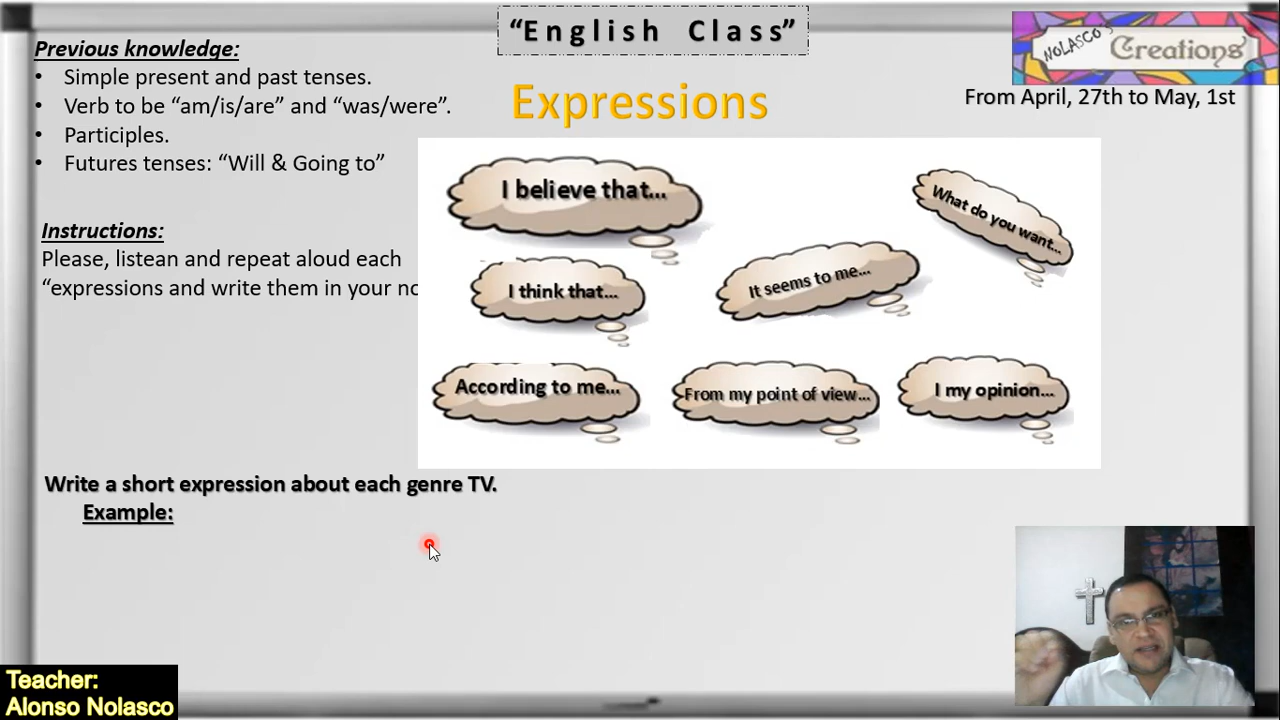 “English Class”
NOLASCO'S Creations
From April, 27th to May, 1st
Previous knowledge:
• Simple present and past tenses.
• Verb to be “am/is/are” and “was/were”.
• Participles.
• Futures tenses: “Will & Going to”
Expressions
Instructions:
Please, listean and repeat aloud each
“expressions and write them in your no
I believe that...
What do you want...
I think that...
It seems to me...
According to me...
From my point of view...
I my opinion...
Write a short expression about each genre TV.
Example:
Teacher:
Alonso Nolasco